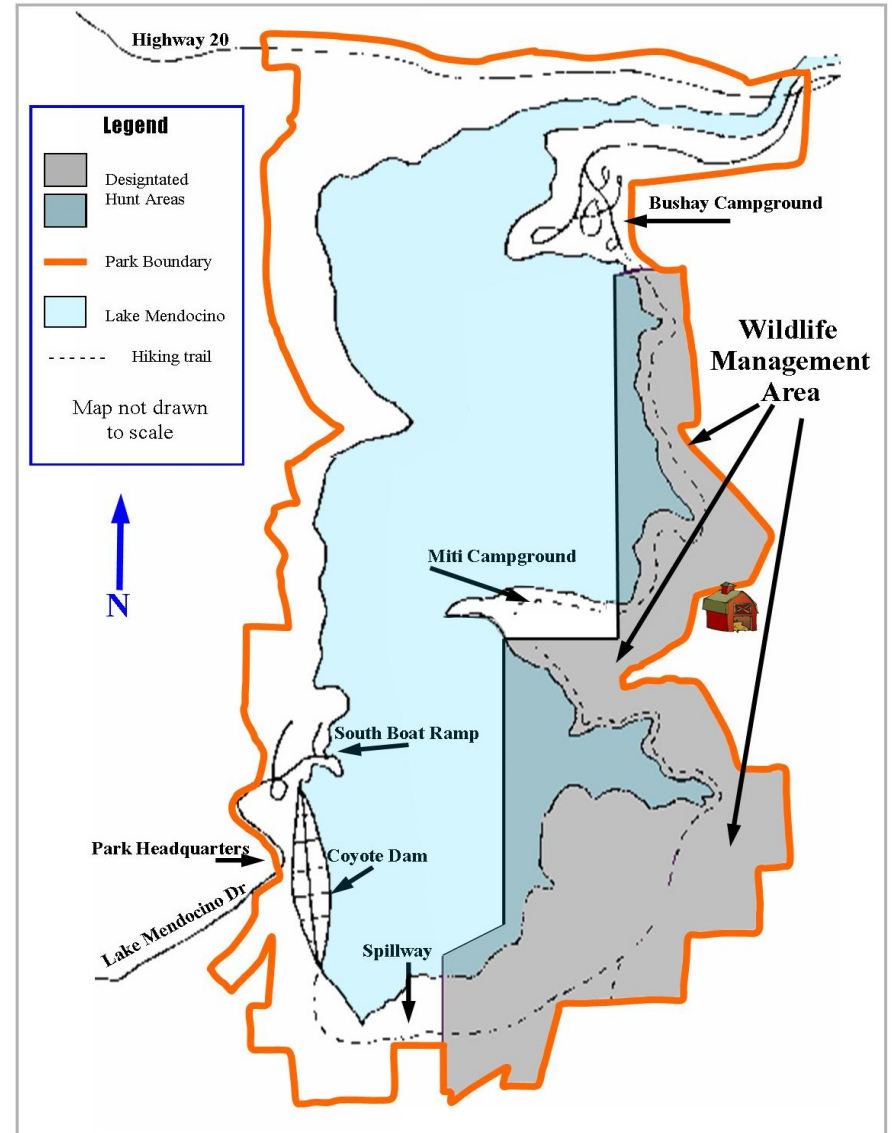 Highway 20
Legend
Designtated
Hunt Areas
Park Boundary
Lake Mendocino
Hiking trail
Map not drawn
to scale
N
Bushay Campground
Wildlife
Management
Area
Miti Campground
South Boat Ramp
Park Headquarters
Coyote Dam
Lake Mendocino Dr
Spillway